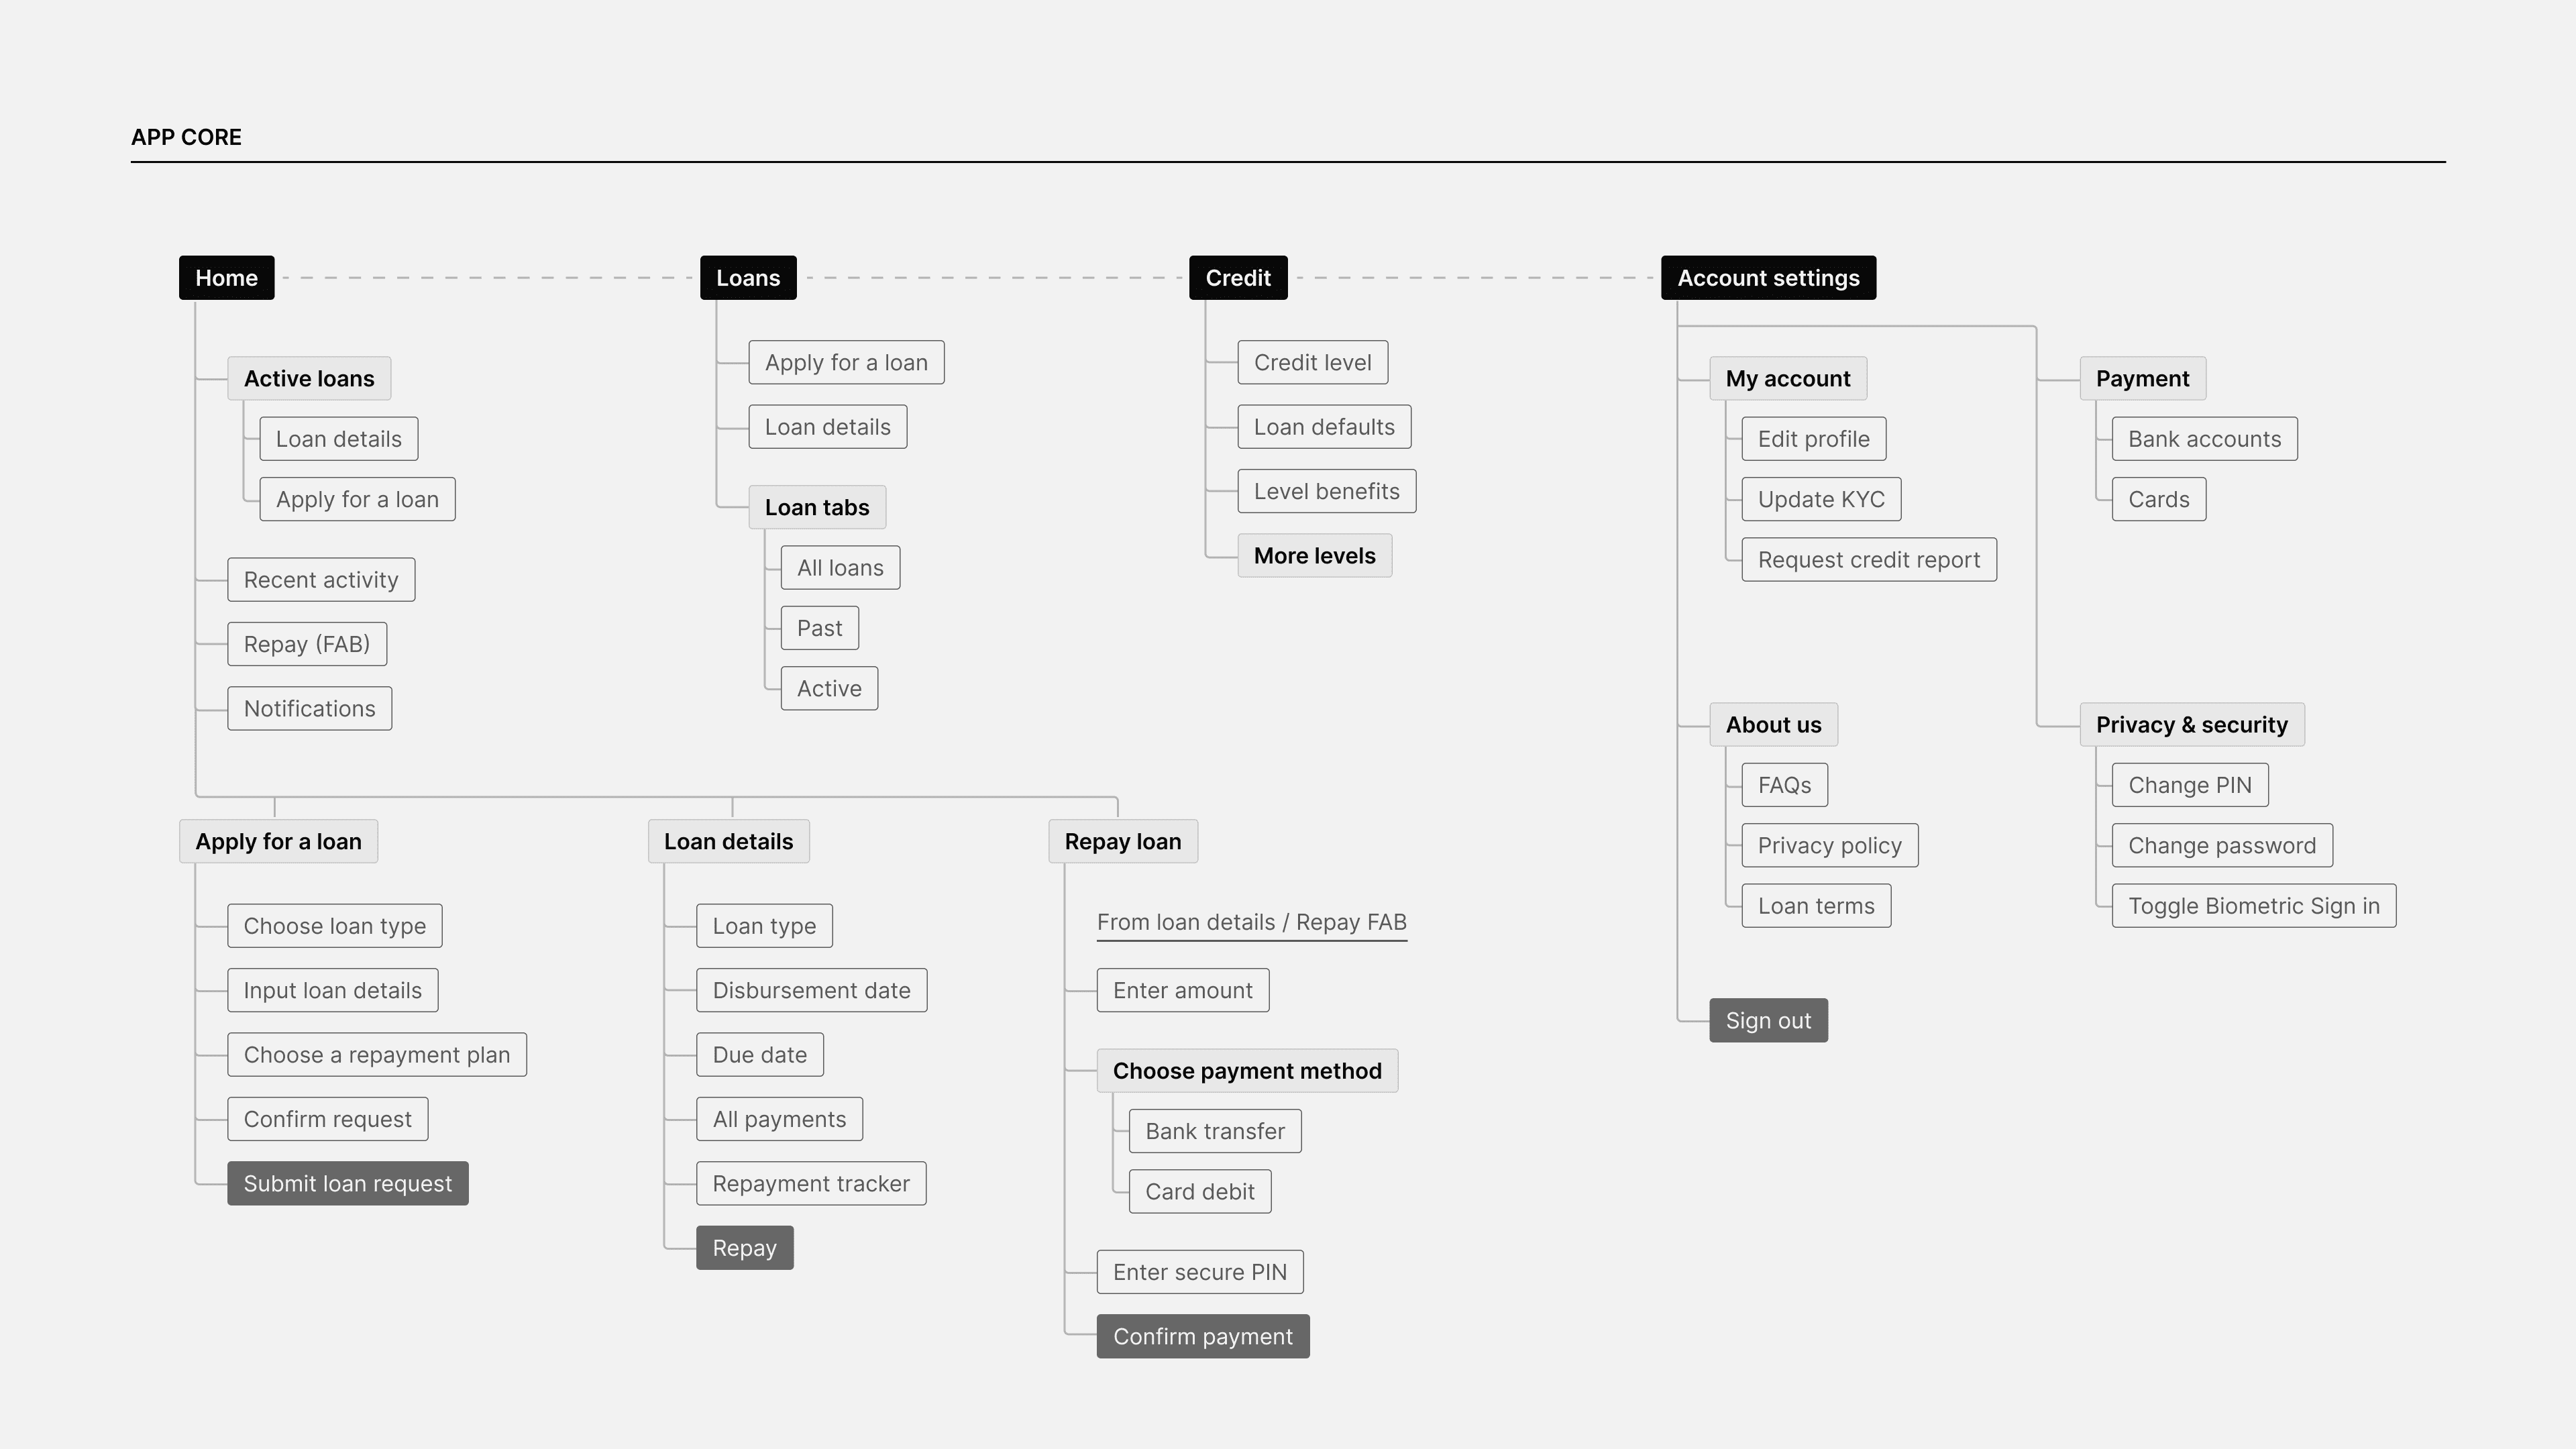 APP CORE
Home
Loans
Credit
Account settings
Active loans
Loan details
Apply for a loan
Recent activity
Repay (FAB)
Notifications
Apply for a loan
Loan details
Loan tabs
All loans
Past
Active
Credit level
Loan defaults
Level benefits
More levels
My account
Edit profile
Update KYC
Request credit report
Payment
Bank accounts
Cards
About us
FAQs
Privacy policy
Loan terms
Privacy & security
Change PIN
Change password
Toggle Biometric Sign in
Sign out
Apply for a loan
Choose loan type
Input loan details
Choose a repayment plan
Confirm request
Submit loan request
Loan details
Loan type
Disbursement date
Due date
All payments
Repayment tracker
Repay
Repay loan
From loan details / Repay FAB
Enter amount
Choose payment method
Bank transfer
Card debit
Enter secure PIN
Confirm payment